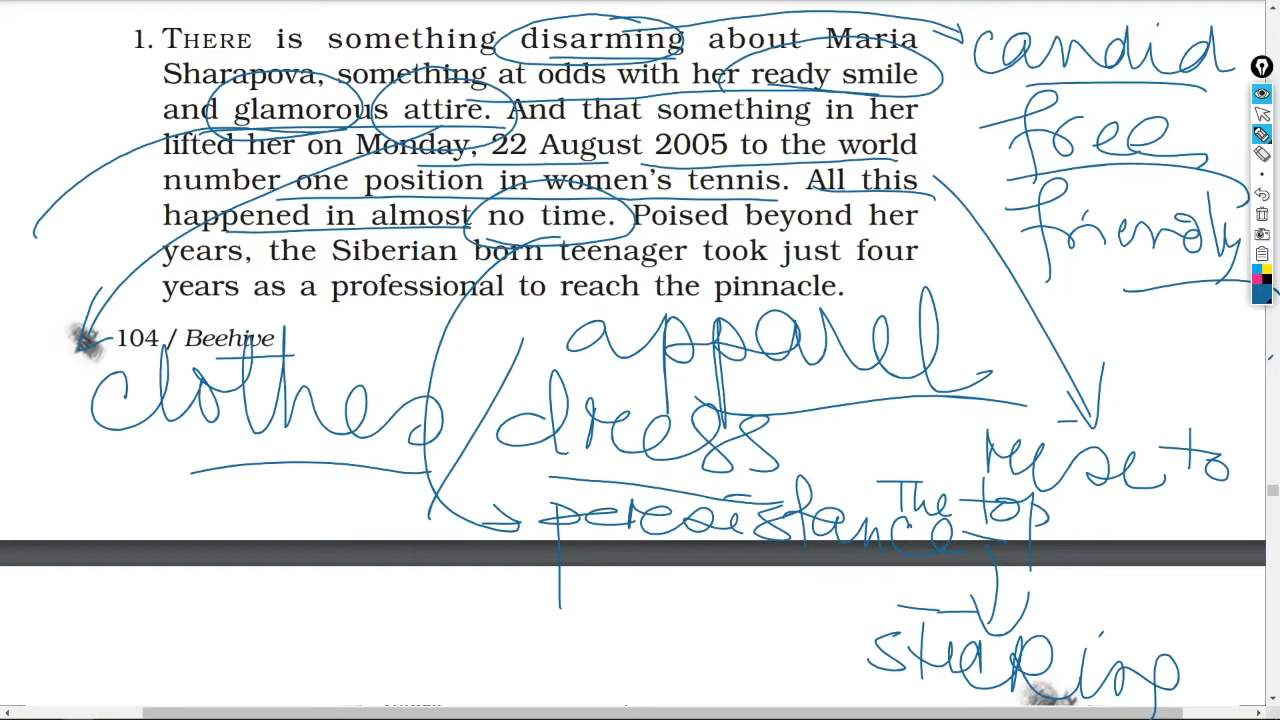 1. THERE is something disarming about Maria
Sharapova, something at odds with her ready smile
and glamorous attire. And that something in her
lifted her on Monday, 22 August 2005 to the world
number one position in women's tennis. All this
happened in almost no time. Poised beyond her
years, the Siberian born teenager took just four
years as a professional to reach the pinnacle.
104 / Beehive
candid
free
friendly
apparel
clothes / dress
rise to
The top
persistance